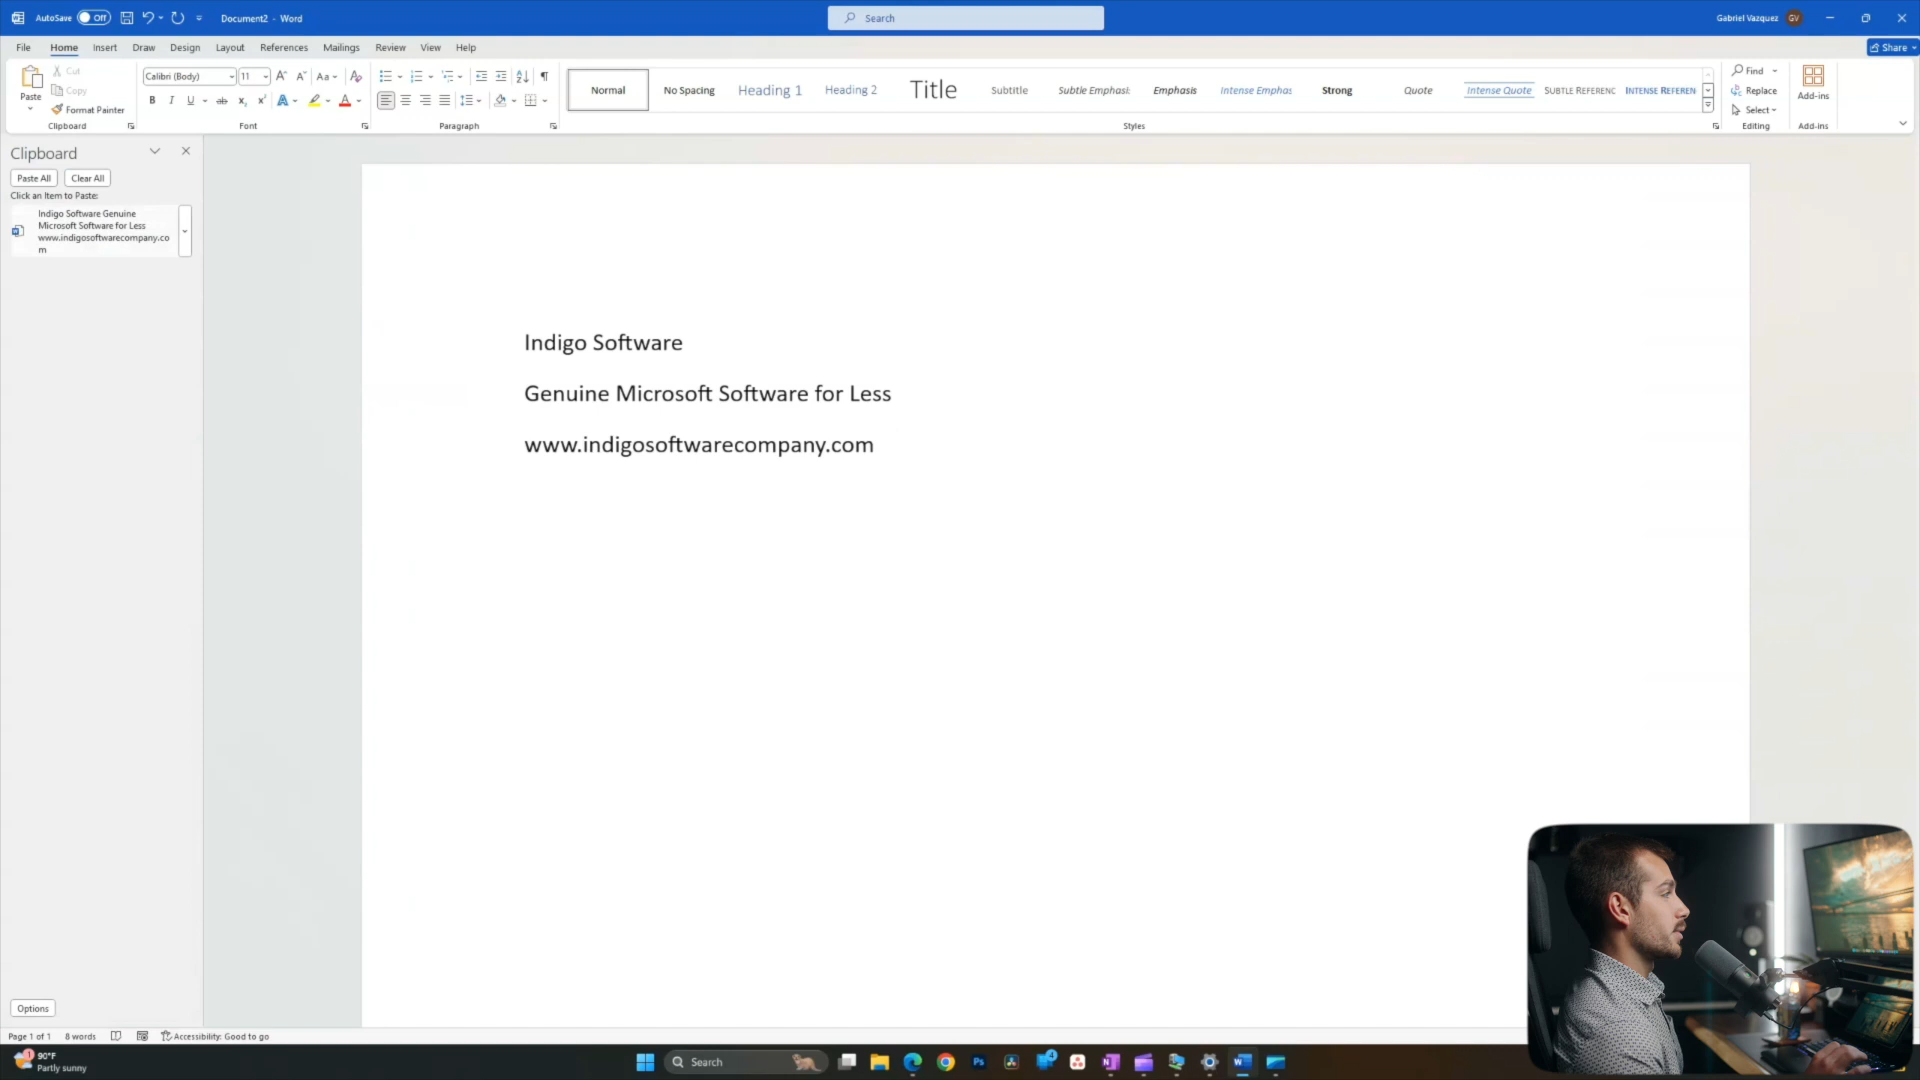 AutoSave Off Document2 - Word Search Gabriel Vazquez GV
File Home Insert Draw Design Layout References Mailings Review View Help Share
Paste Cut Copy Format Painter
Clipboard
Calibri (Body) 11
Font
Paragraph
Normal No Spacing Heading 1 Heading 2 Title Subtitle Subtle Emphasi Emphasis Intense Emphas Strong Quote Intense Quote SUBTLE REFERENC INTENSE REFEREN
Styles
Find
Replace
Select
Editing
Add-ins
Add-ins
Clipboard
Paste All Clear All
Click an Item to Paste:
Indigo Software Genuine
Microsoft Software for Less
www.indigosoftwarecompany.co
m
Indigo Software
Genuine Microsoft Software for Less
www.indigosoftwarecompany.com
Options
Page 1 of 1 8 words Accessibility: Good to go
90°F
Partly sunny
Search